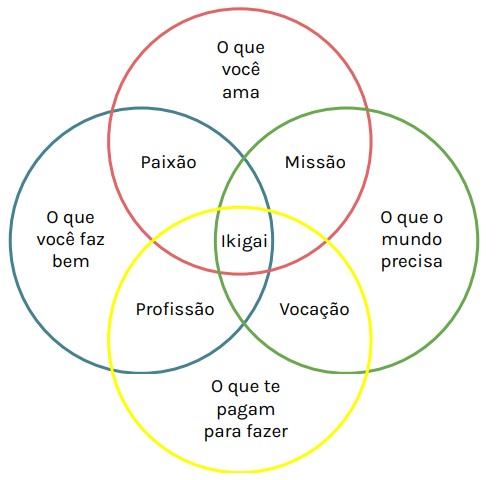 O que
você
ama
Paixão
Missão
O que
você faz
bem
Ikigai
O que o
mundo
precisa
Profissão
Vocação
O que te
pagam
para fazer